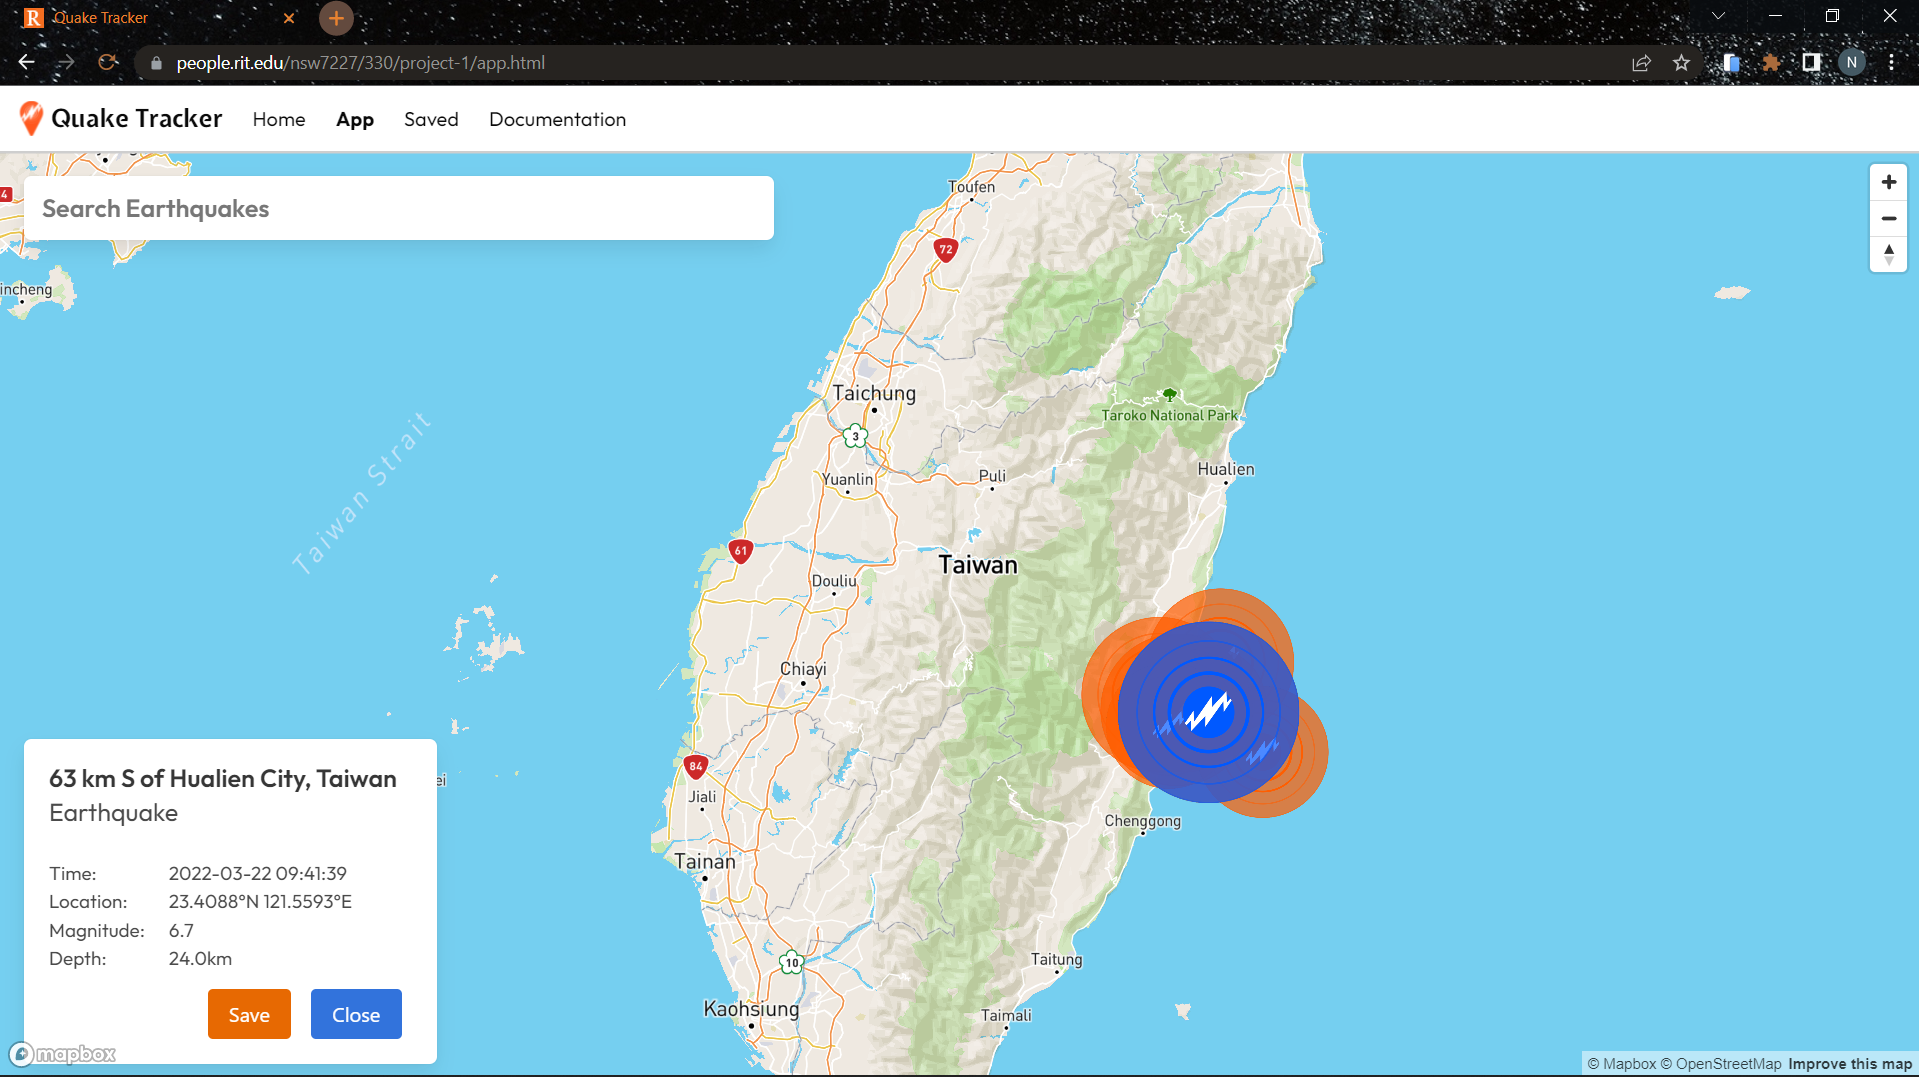 Quake Tracker
people.rit.edu/nsw7227/330/project-1/app.html
N
Quake Tracker Home App Saved Documentation
Search Earthquakes
4
incheng
Toufen
72
Taichung
3
Taroko National Park
Taiwan Strait
Yuanlin
Puli
Hualien
61
Taiwan
Douliu
Chiayi
84
Jiali
Chenggong
Tainan
10
Taitung
Kaohsiung
Taimali
ei
63 km S of Hualien City, Taiwan
Earthquake
Time: 2022-03-22 09:41:39
Location: 23.4088°N 121.5593°E
Magnitude: 6.7
Depth: 24.0km
Save Close
mapbox
© Mapbox © OpenStreetMap Improve this map